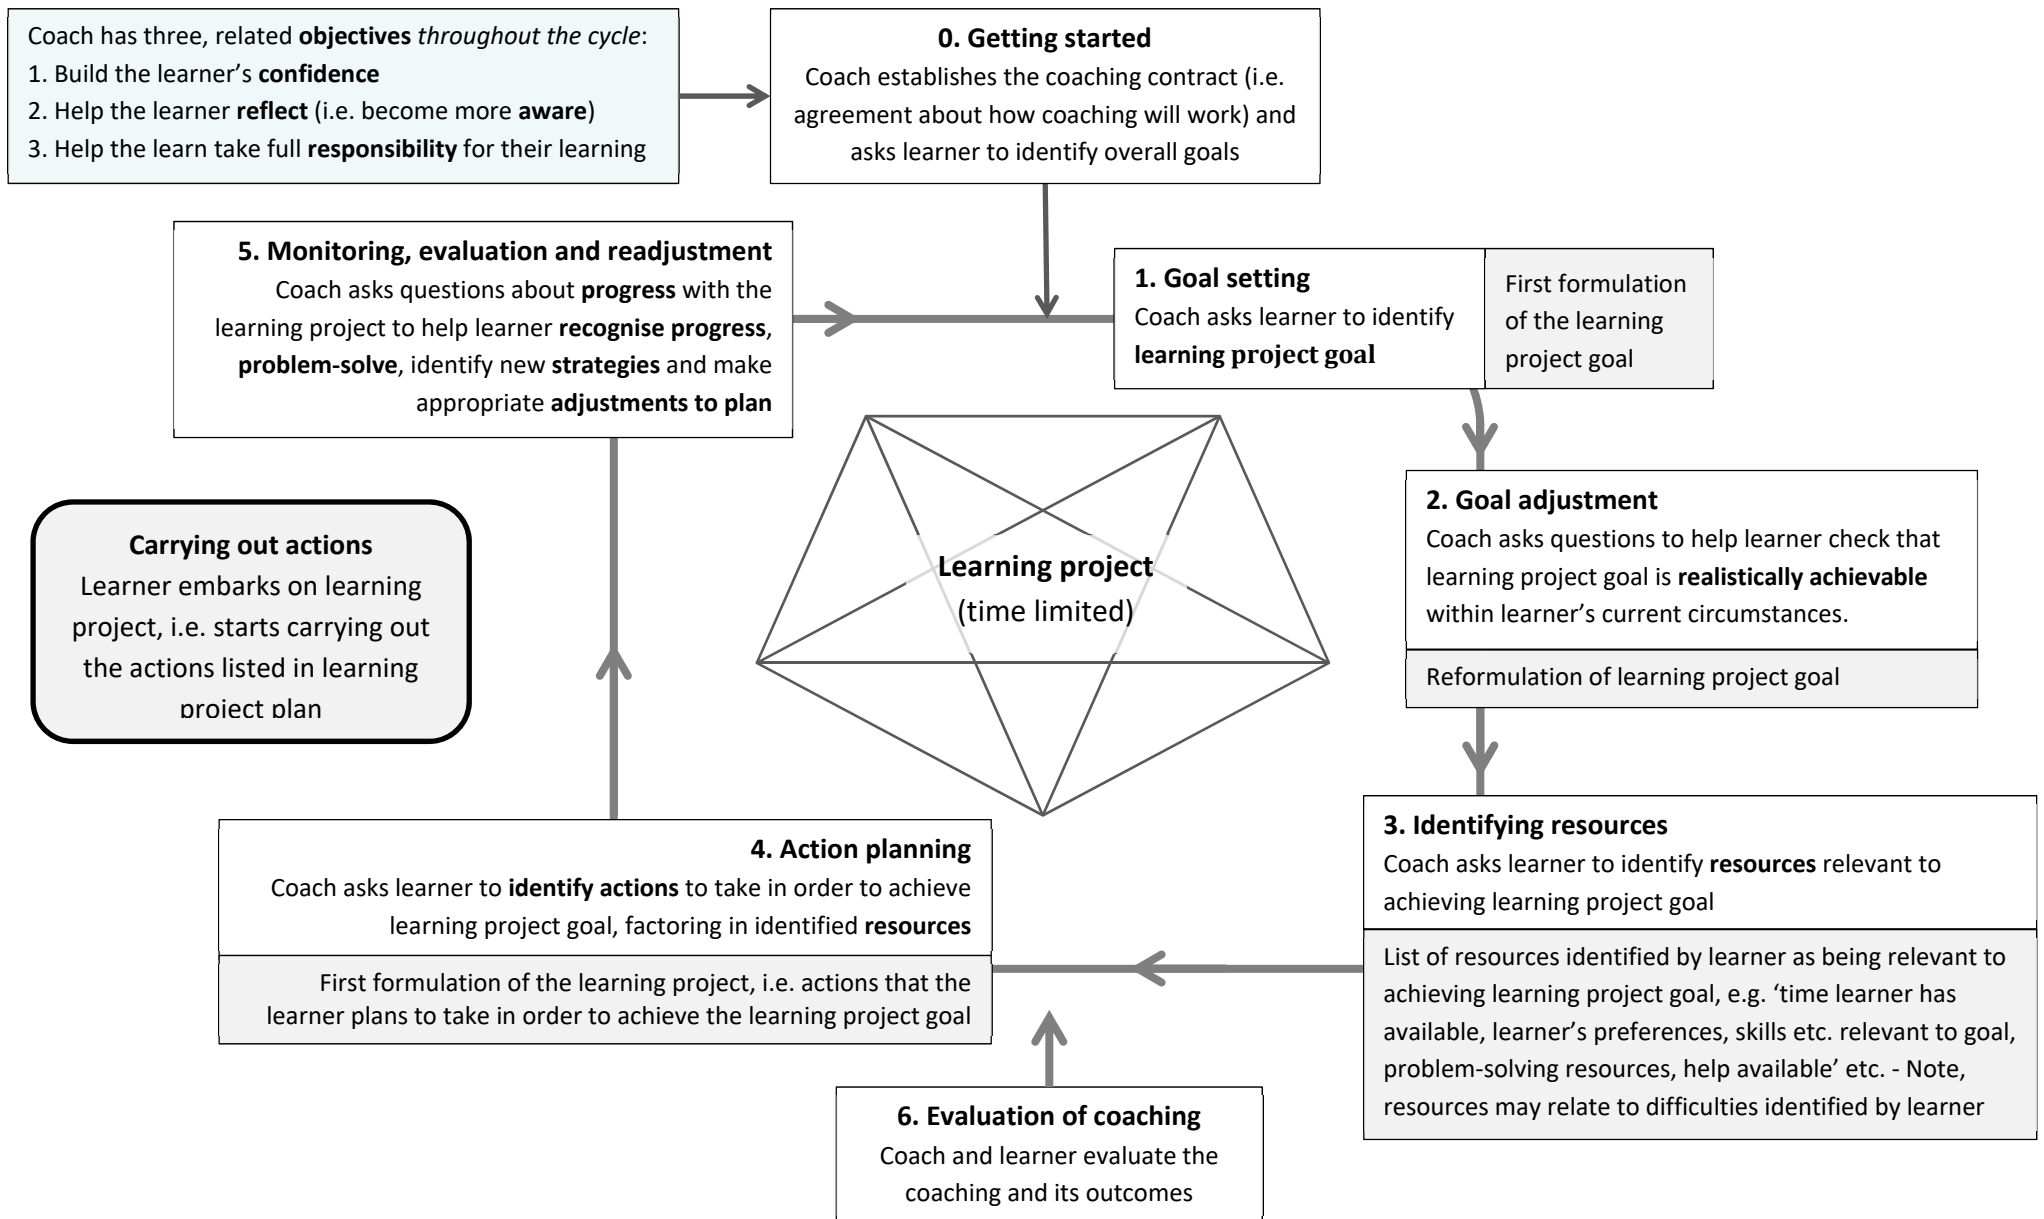 Coach has three, related objectives throughout the cycle:
1. Build the learner’s confidence
2. Help the learner reflect (i.e. become more aware)
3. Help the learn take full responsibility for their learning
0. Getting started
Coach establishes the coaching contract (i.e.
agreement about how coaching will work) and
asks learner to identify overall goals
5. Monitoring, evaluation and readjustment
Coach asks questions about progress with the
learning project to help learner recognise progress,
problem-solve, identify new strategies and make
appropriate adjustments to plan
1. Goal setting
Coach asks learner to identify
learning project goal
First formulation
of the learning
project goal
2. Goal adjustment
Coach asks questions to help learner check that
learning project goal is realistically achievable
within learner’s current circumstances.
Reformulation of learning project goal
Carrying out actions
Learner embarks on learning
project, i.e. starts carrying out
the actions listed in learning
project plan
Learning project
(time limited)
3. Identifying resources
Coach asks learner to identify resources relevant to
achieving learning project goal
List of resources identified by learner as being relevant to
achieving learning project goal, e.g. ‘time learner has
available, learner’s preferences, skills etc. relevant to goal,
problem-solving resources, help available’ etc. - Note,
resources may relate to difficulties identified by learner
4. Action planning
Coach asks learner to identify actions to take in order to achieve
learning project goal, factoring in identified resources
First formulation of the learning project, i.e. actions that the
learner plans to take in order to achieve the learning project goal
6. Evaluation of coaching
Coach and learner evaluate the
coaching and its outcomes